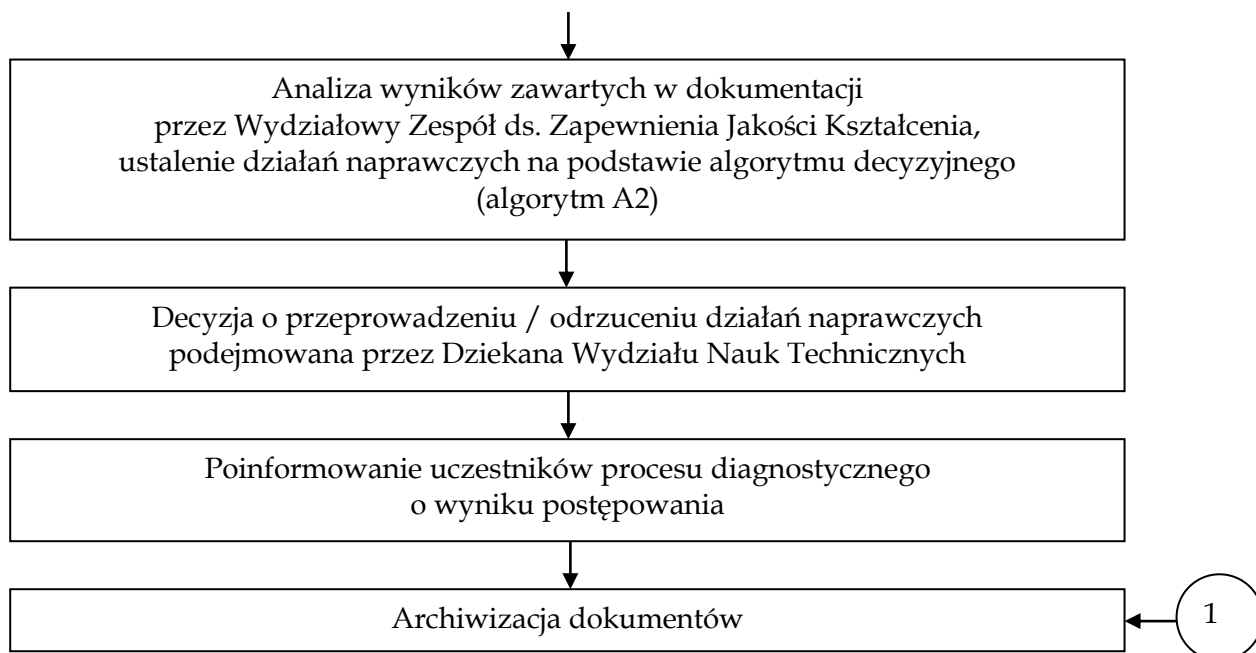 Analiza wyników zawartych w dokumentacji
przez Wydziałowy Zespół ds. Zapewnienia Jakości Kształcenia,
ustalenie działań naprawczych na podstawie algorytmu decyzyjnego
(algorytm A2)
Decyzja o przeprowadzeniu / odrzuceniu działań naprawczych
podejmowana przez Dziekana Wydziału Nauk Technicznych
Poinformowanie uczestników procesu diagnostycznego
o wyniku postępowania
Archiwizacja dokumentów
1